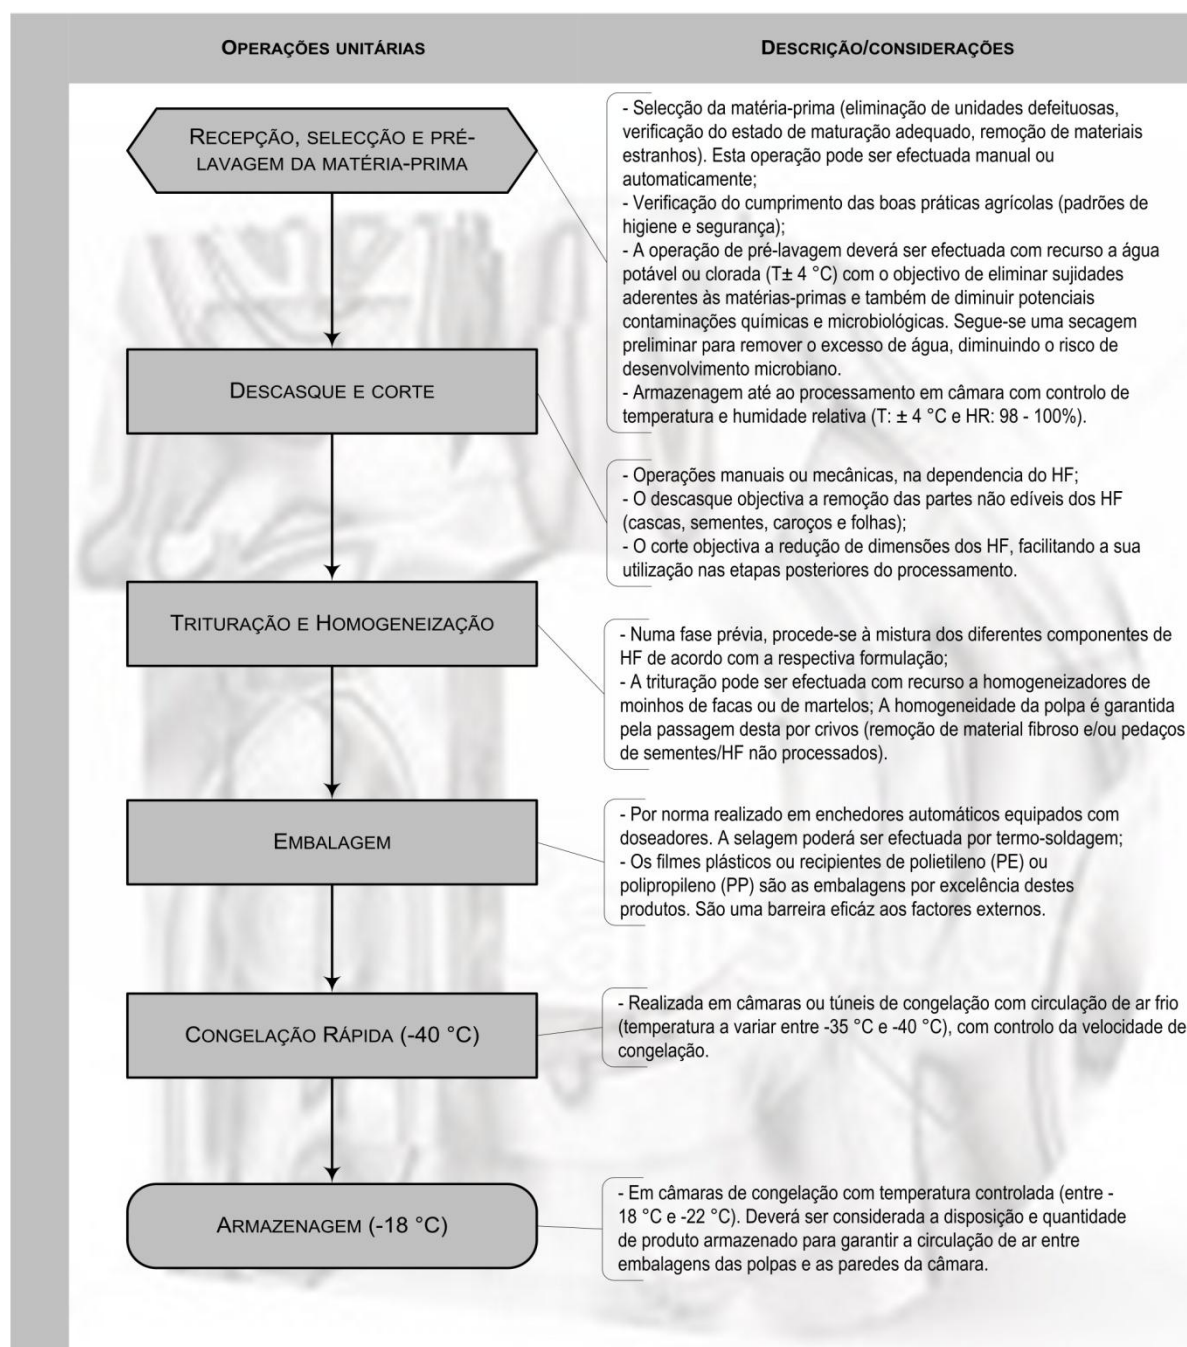 OPERAÇÕES UNITÁRIAS
DESCRIÇÃO/CONSIDERAÇÕES
RECEPÇÃO, SELECÇÃO E PRÉ-
LAVAGEM DA MATÉRIA-PRIMA
- Selecção da matéria-prima (eliminação de unidades defeituosas,
verificação do estado de maturação adequado, remoção de materiais
estranhos). Esta operação pode ser efectuada manual ou
automaticamente;
- Verificação do cumprimento das boas práticas agrícolas (padrões de
higiene e segurança);
- A operação de pré-lavagem deverá ser efectuada com recurso a água
potável ou clorada (T± 4 °C) com o objectivo de eliminar sujidades
aderentes às matérias-primas e também de diminuir potenciais
contaminações químicas e microbiológicas. Segue-se uma secagem
preliminar para remover o excesso de água, diminuindo o risco de
desenvolvimento microbiano.
- Armazenagem até ao processamento em câmara com controlo de
temperatura e humidade relativa (T: ± 4 °C e HR: 98 - 100%).
DESCASQUE E CORTE
- Operações manuais ou mecânicas, na dependencia do HF;
- O descasque objectiva a remoção das partes não edíveis dos HF
(cascas, sementes, caroços e folhas);
- O corte objectiva a redução de dimensões dos HF, facilitando a sua
utilização nas etapas posteriores do processamento.
TRITURAÇÃO E HOMOGENEIZAÇÃO
- Numa fase prévia, procede-se à mistura dos diferentes componentes de
HF de acordo com a respectiva formulação;
- A trituração pode ser efectuada com recurso a homogeneizadores de
moinhos de facas ou de martelos; A homogeneidade da polpa é garantida
pela passagem desta por crivos (remoção de material fibroso e/ou pedaços
de sementes/HF não processados).
EMBALAGEM
- Por norma realizado em enchedores automáticos equipados com
doseadores. A selagem poderá ser efectuada por termo-soldagem;
- Os filmes plásticos ou recipientes de polietileno (PE) ou
polipropileno (PP) são as embalagens por excelência destes
produtos. São uma barreira eficáz aos factores externos.
CONGELAÇÃO RÁPIDA (-40 °C)
- Realizada em câmaras ou túneis de congelação com circulação de ar frio
(temperatura a variar entre -35 °C e -40 °C), com controlo da velocidade de
congelação.
ARMAZENAGEM (-18 °C)
- Em câmaras de congelação com temperatura controlada (entre -
18 °C e -22 °C). Deverá ser considerada a disposição e quantidade
de produto armazenado para garantir a circulação de ar entre
embalagens das polpas e as paredes da câmara.